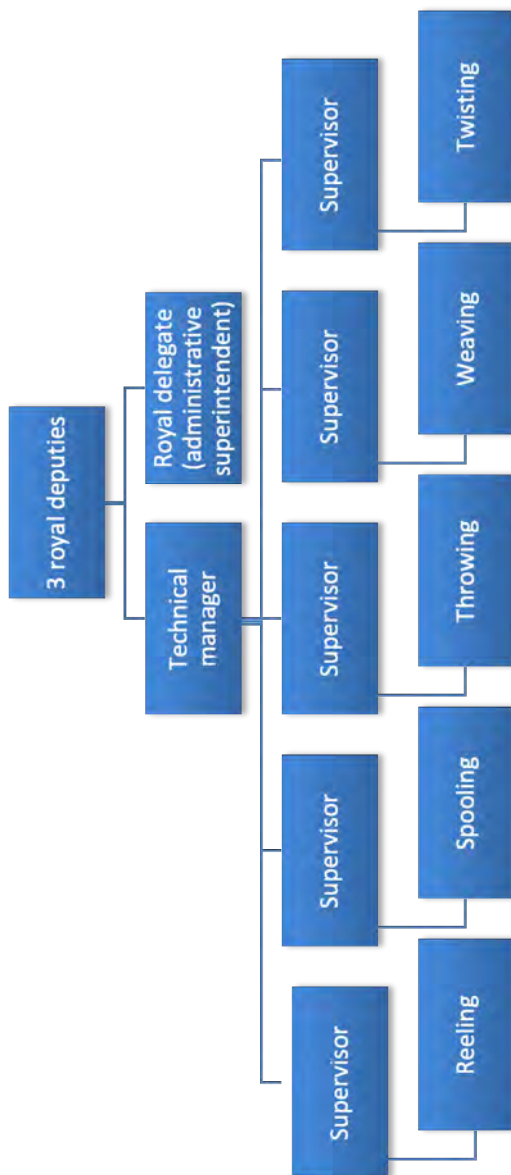 3 royal deputies
Technical
manager
Royal delegate
(administrative
superintendent)
Supervisor
Supervisor
Supervisor
Supervisor
Supervisor
Reeling
Spooling
Throwing
Weaving
Twisting